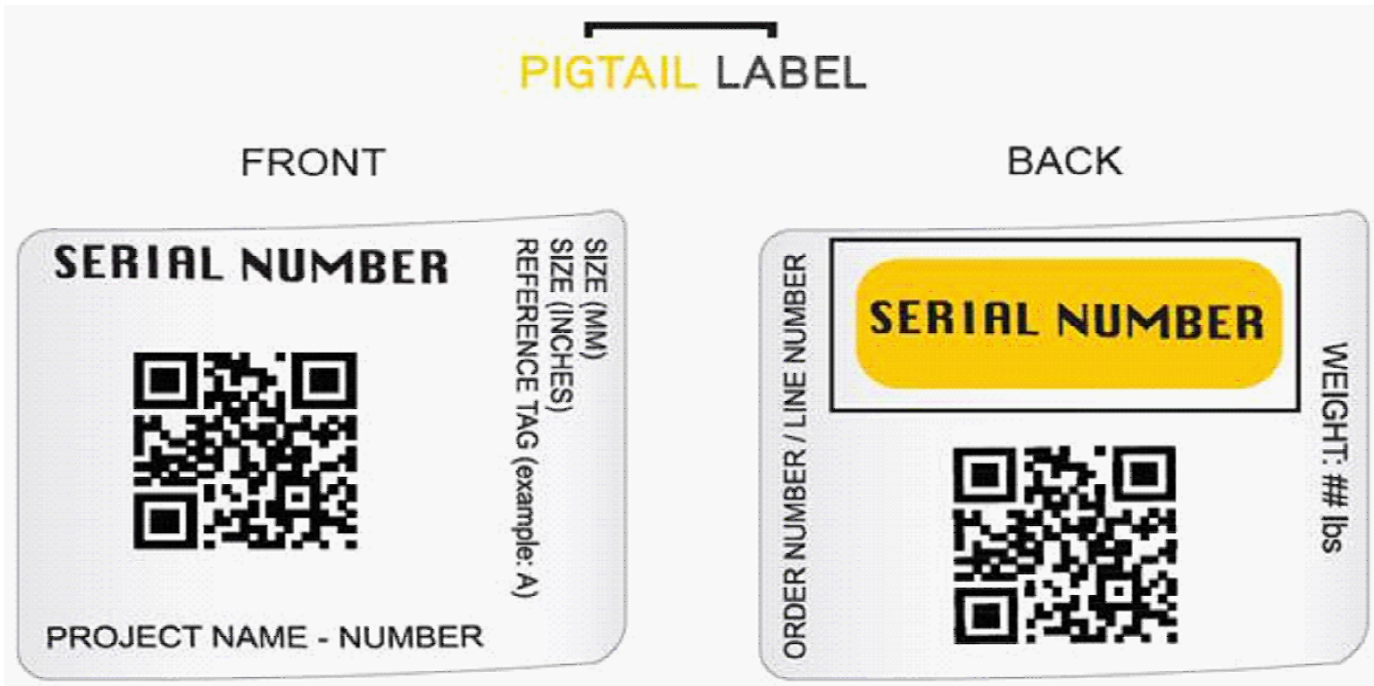 PIGTAIL LABEL
FRONT
SERIAL NUMBER
SIZE (MM)
SIZE (INCHES)
REFERENCE TAG (example: A)
PROJECT NAME - NUMBER
BACK
ORDER NUMBER / LINE NUMBER
SERIAL NUMBER
WEIGHT: ## lbs